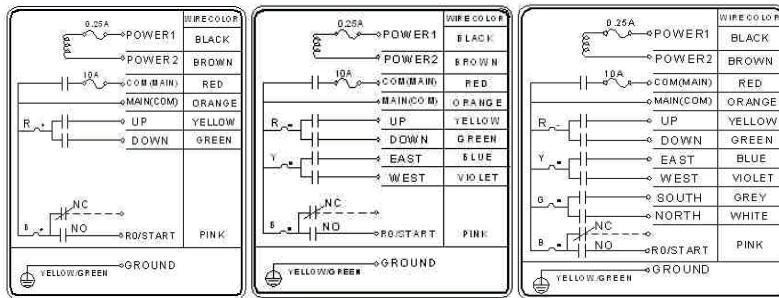 WIRE COLOR
0.25A
POWER1 BLACK
POWER2 BROWN
10A COM(MAIN) RED
MAIN(COM) ORANGE
R UP YELLOW
DOWN GREEN
NC
B NO R0/START PINK
GROUND
YELLOW/GREEN
WIRE COLOR
0.25A
POWER1 BLACK
POWER2 BROWN
10A COM(MAIN) RED
MAIN(COM) ORANGE
R UP YELLOW
DOWN GREEN
Y EAST BLUE
WEST VIOLET
NC
B NO R0/START PINK
GROUND
YELLOW/GREEN
WIRE COLOR
0.25A
POWER1 BLACK
POWER2 BROWN
10A COM(MAIN) RED
MAIN(COM) ORANGE
R UP YELLOW
DOWN GREEN
Y EAST BLUE
WEST VIOLET
G SOUTH GREY
NORTH WHITE
NC
B NO R0/START PINK
GROUND
YELLOW/GREEN